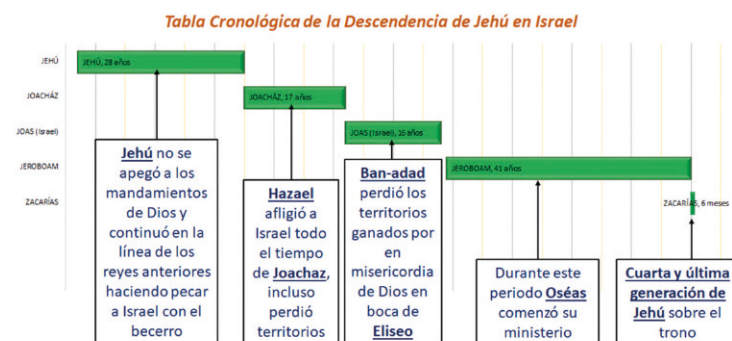 Tabla Cronológica de la Descendencia de Jehú en Israel
JEHÚ
JEHÚ, 28 años
JOACHÁZ
JOACHÁZ, 17 años
JOAS (Israel)
JOAS (Israel), 16 años
JEROBOAM
JEROBOAM, 41 años
ZACARÍAS
ZACARÍAS, 6 meses
Jehú no se
apegó a los
mandamientos
de Dios y
continuó en la
línea de los
reyes anteriores
haciendo pecar
a Israel con el
becerro
Hazael
afligió a
Israel todo
el tiempo
de Joachaz,
incluso
perdió
territorios
Ban-adad
perdió los
territorios
ganados por
en
misericordia
de Dios en
boca de
Eliseo
Durante este
periodo Oséas
comenzó su
ministerio
Cuarta y última
generación de
Jehú sobre el
trono